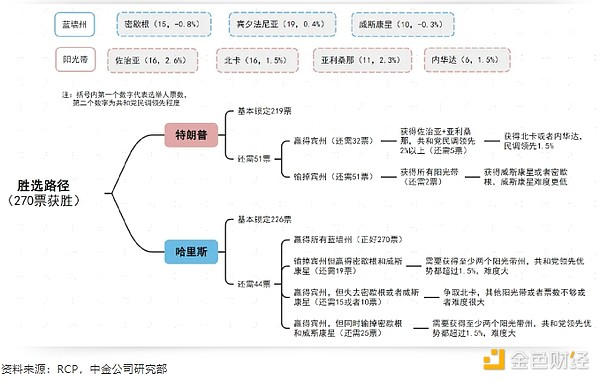 蓝墙州
密歇根（15，-0.8%）
宾夕法尼亚（19，0.4%）
威斯康星（10，-0.3%）
阳光带
佐治亚（16，2.6%）
北卡（16，1.5%）
亚利桑那（11，2.3%）
内华达（6，1.5%）
注：括号内第一个数字代表选举人票数，
第二个数字为共和党民调领先程度
胜选路径
（270票获胜）
特朗普
基本锁定219票
还需51票
赢得宾州（还需32票）
获得佐治亚+亚利桑
那，共和党民调领先
2%以上（还需5票）
获得北卡或者内华达，
民调领先1.5%
输掉宾州（还需51票）
获得所有阳光带
（还需2票）
获得威斯康星或者密歇
根，威斯康星难度更低
哈里斯
基本锁定226票
还需44票
赢得所有蓝墙州（正好270票）
输掉宾州但赢得密歇根和威斯
康星（还需19票）
需要获得至少两个阳光带州，共和党领先优
势都超过1.5%，难度大
赢得宾州，但失去密歇根或者威斯
康星（还需15或者10票）
争取北卡，其他阳光带或者票数不够或
者难度很大
赢得宾州，但同时输掉密歇根
和威斯康星（还需25票）
需要获得至少两个阳光带州，共和党领先优
势都超过1.5%，难度大
资料来源：RCP，中金公司研究部
金色财经